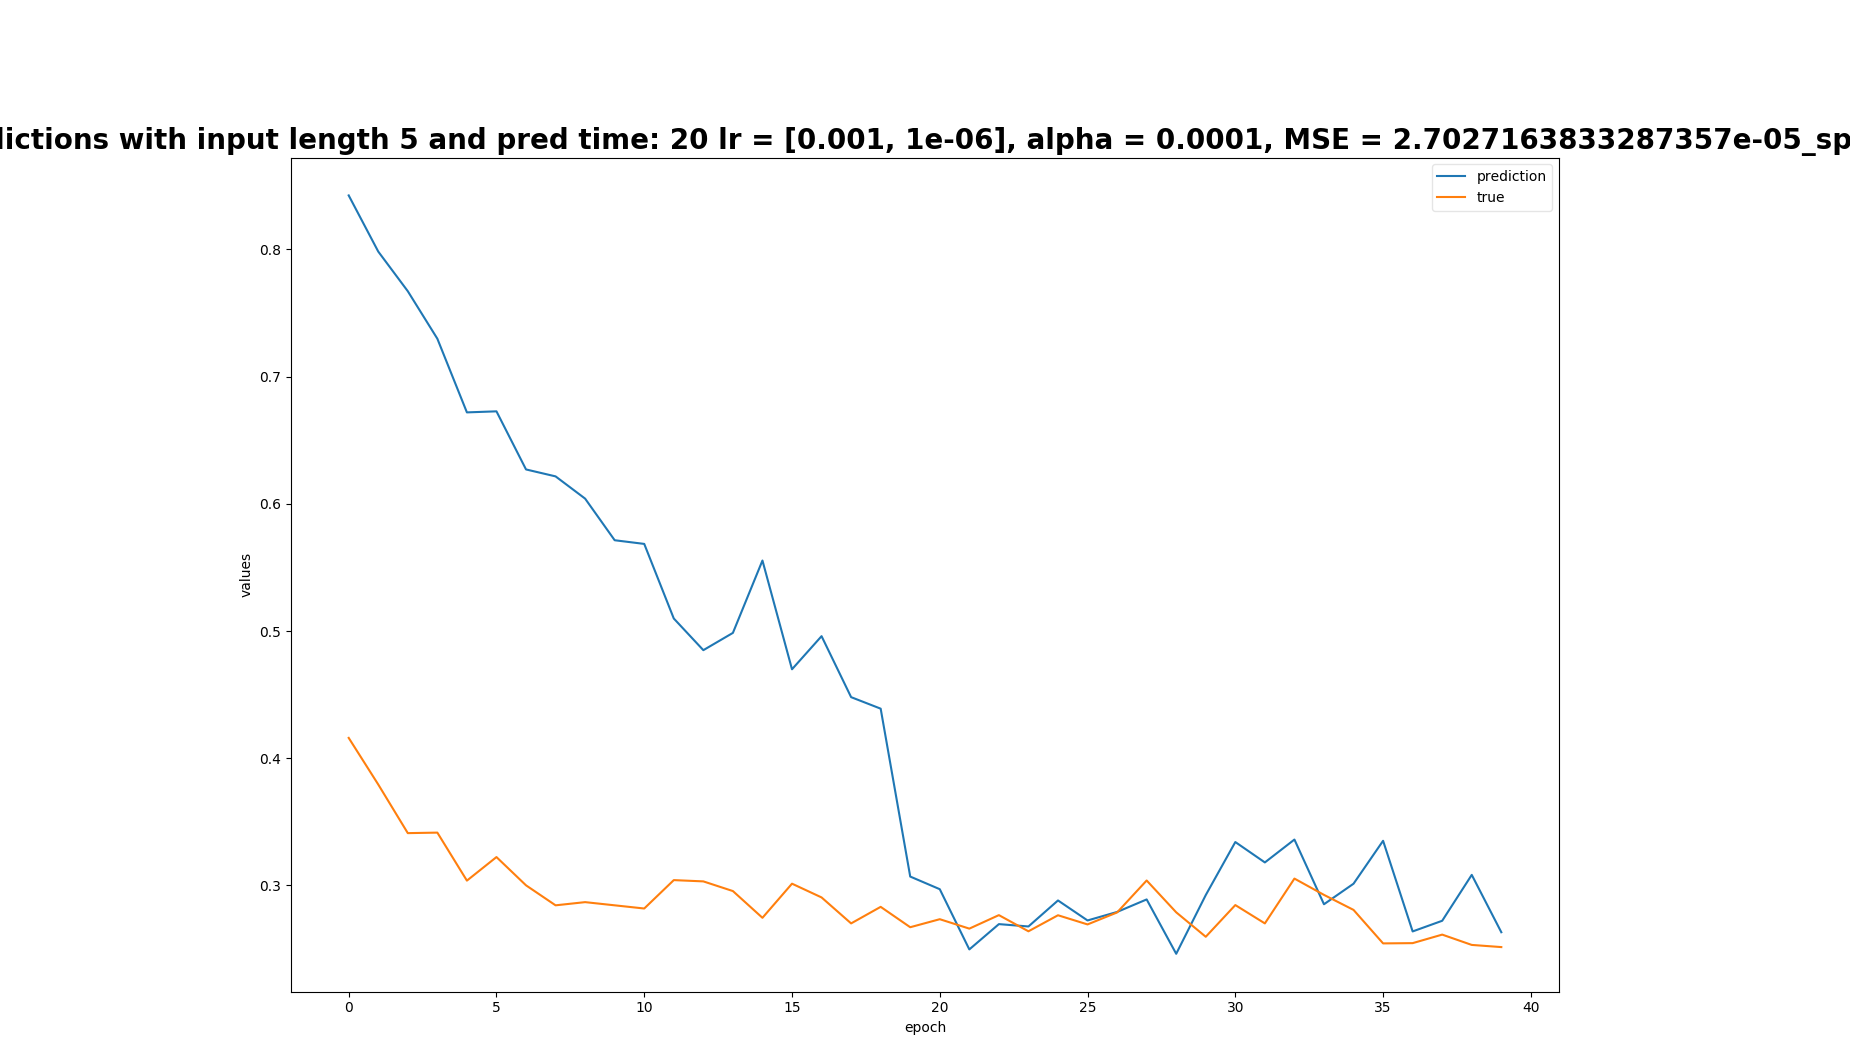 lictions with input length 5 and pred time: 20 lr = [0.001, 1e-06], alpha = 0.0001, MSE = 2.7027163833287357e-05_sp
prediction
true
0.8
0.7
0.6
0.5
0.4
0.3
values
0 5 10 15 20 25 30 35 40
epoch